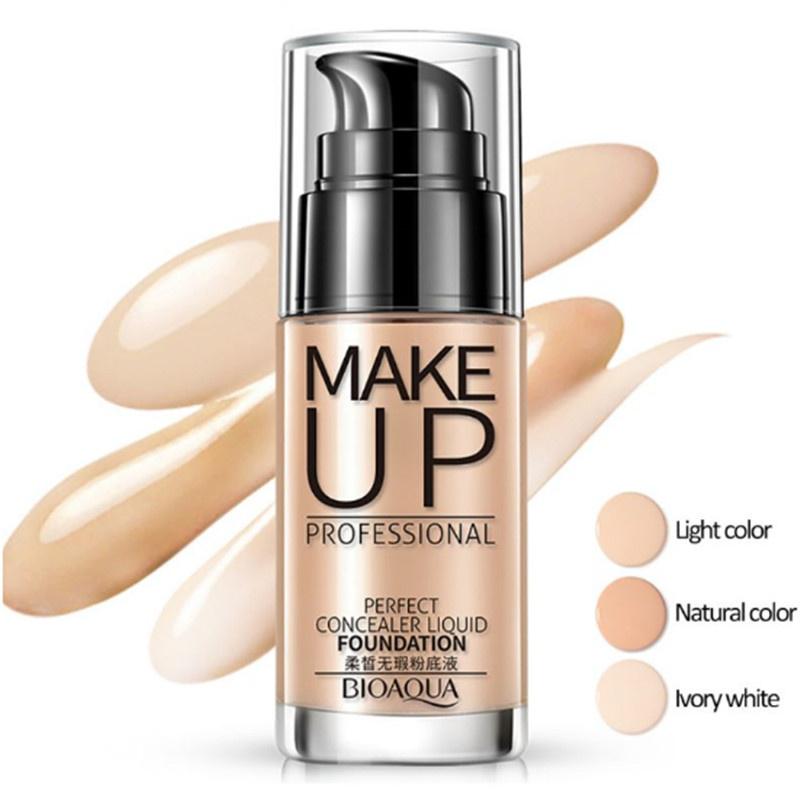 MAKE
UP
PROFESSIONAL
PERFECT
CONCEALER LIQUID
FOUNDATION
柔皙无瑕粉底液
BIOAQUA
Light color
Natural color
Ivory white